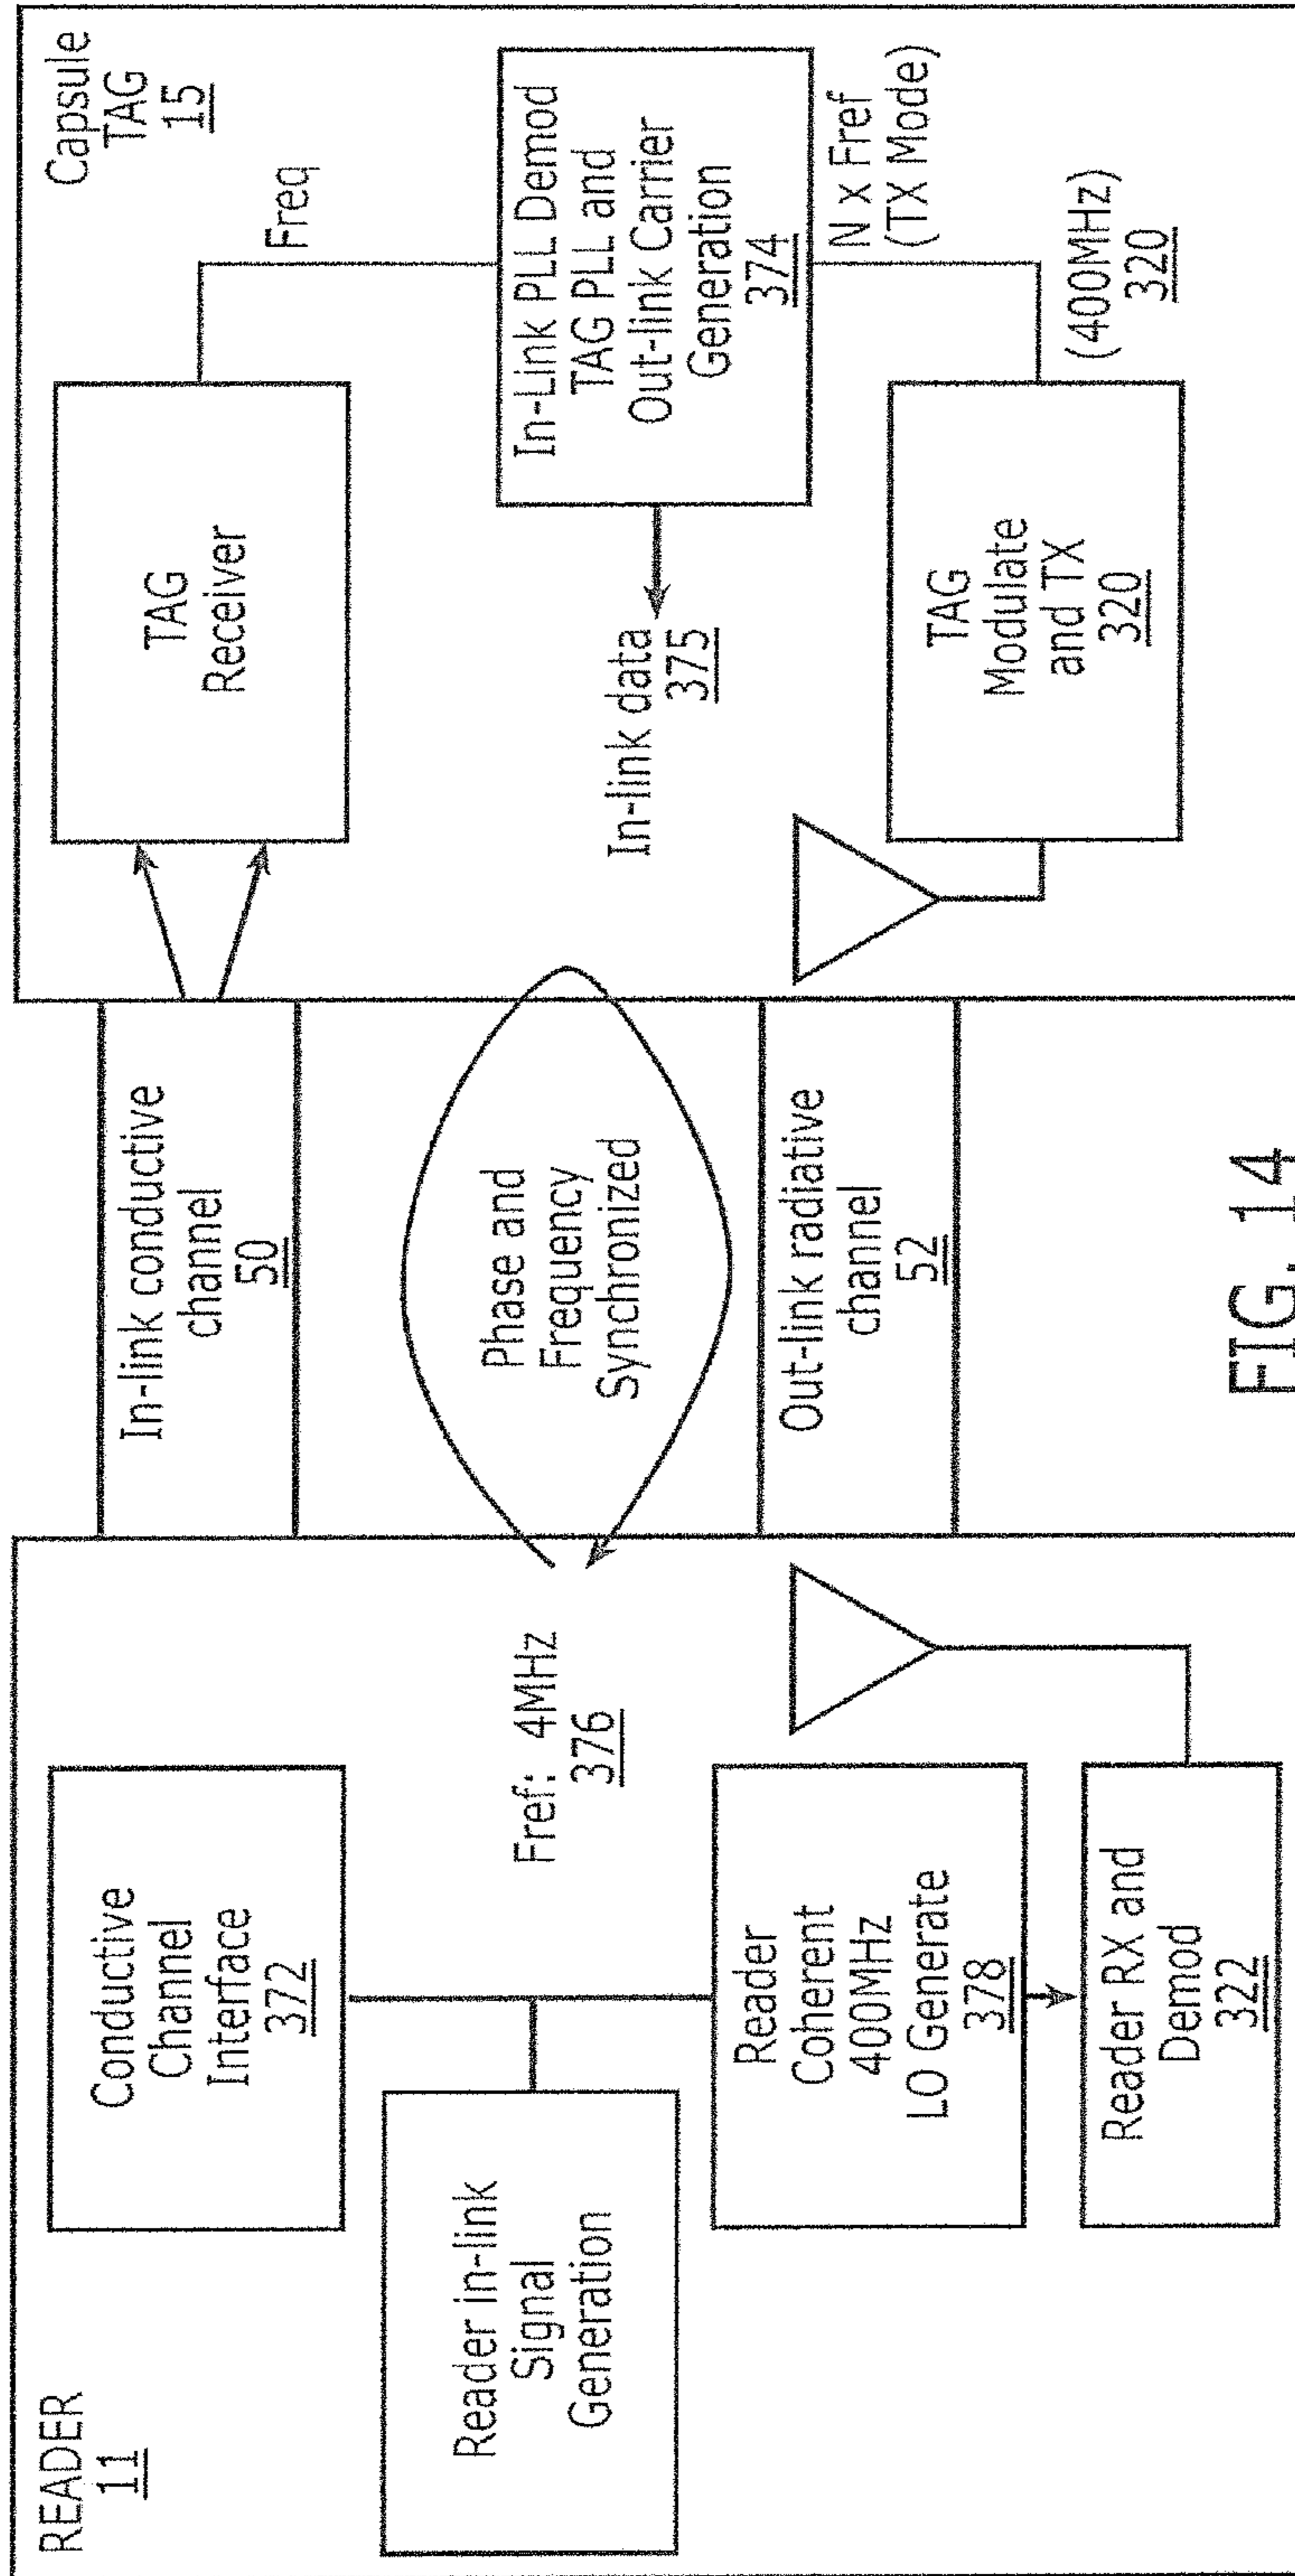 READER
11
Conductive
Channel
Interface
372
Reader in-link
Signal
Generation
Fref: 4MHz
376
Reader
Coherent
400MHz
LO Generate
378
Reader RX and
Demod
322
In-link conductive
channel
50
Phase and
Frequency
Synchronized
Out-link radiative
channel
52
Capsule
TAG
15
TAG
Receiver
Freq
In-Link PLL Demod
TAG PLL and
Out-link Carrier
Generation
374
In-link data
375
N x Fref
(TX Mode)
TAG
Modulate
and TX
320
(400MHz)
320
FIG. 14